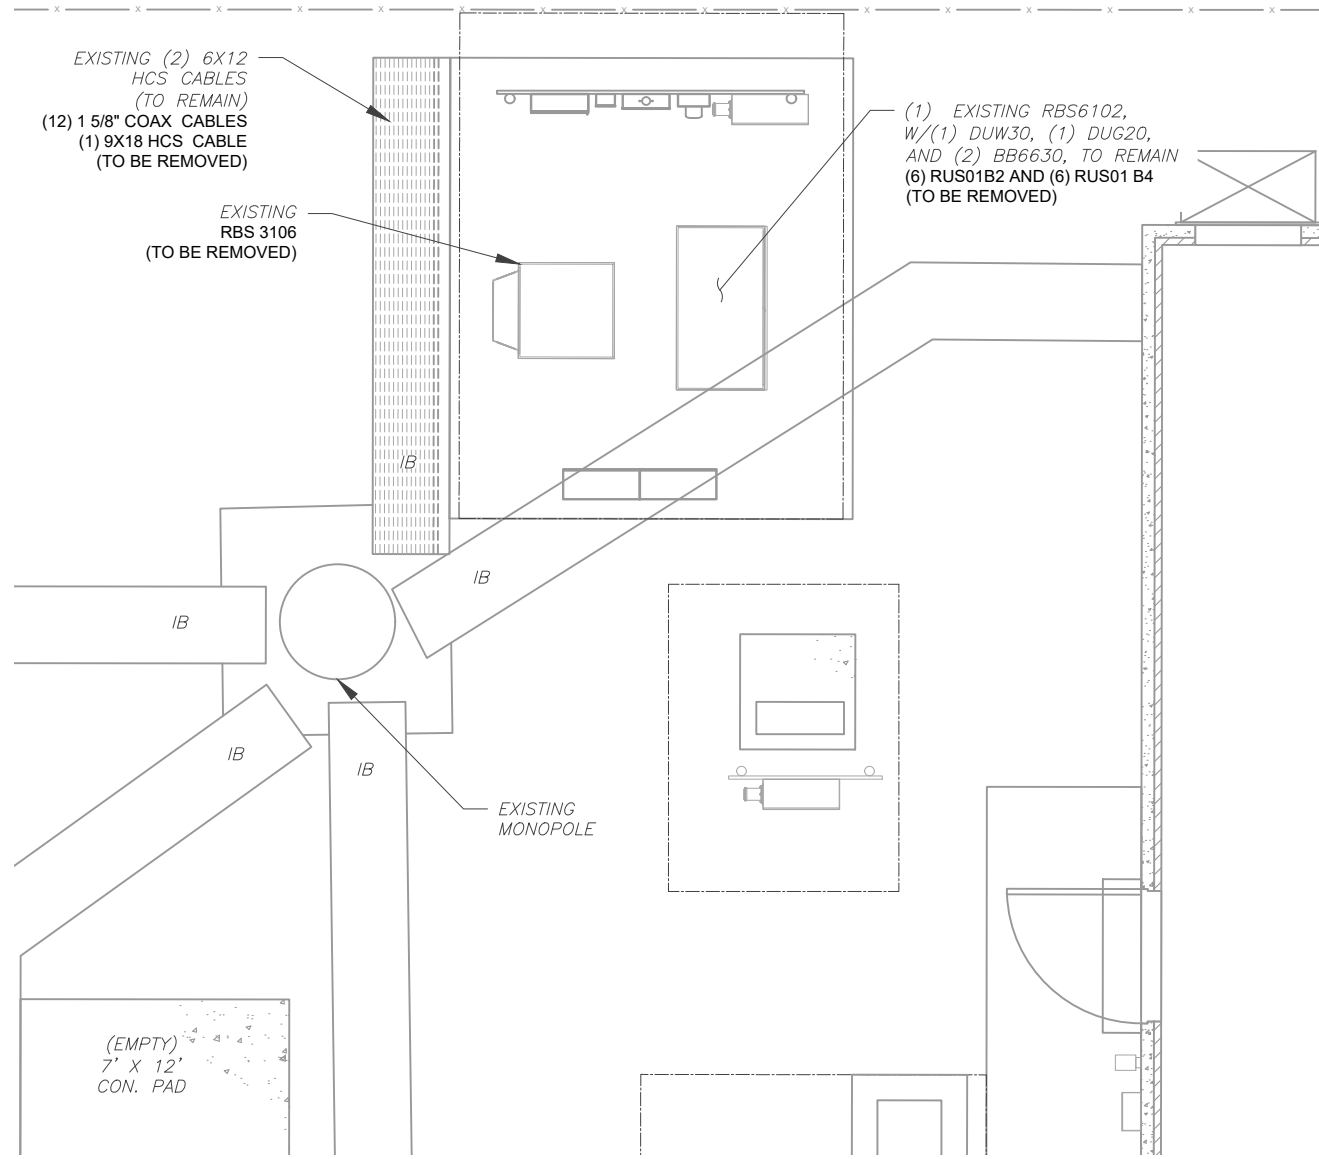 EXISTING (2) 6X12
HCS CABLES
(TO REMAIN)
(12) 1 5/8" COAX CABLES
(1) 9X18 HCS CABLE
(TO BE REMOVED)
(1) EXISTING RBS6102,
W/(1) DUW30, (1) DUG20,
AND (2) BB6630, TO REMAIN
(6) RUS01B2 AND (6) RUS01 B4
(TO BE REMOVED)
EXISTING
RBS 3106
(TO BE REMOVED)
IB
IB
IB
IB
IB
EXISTING
MONOPOLE
(EMPTY)
7' X 12'
CON. PAD